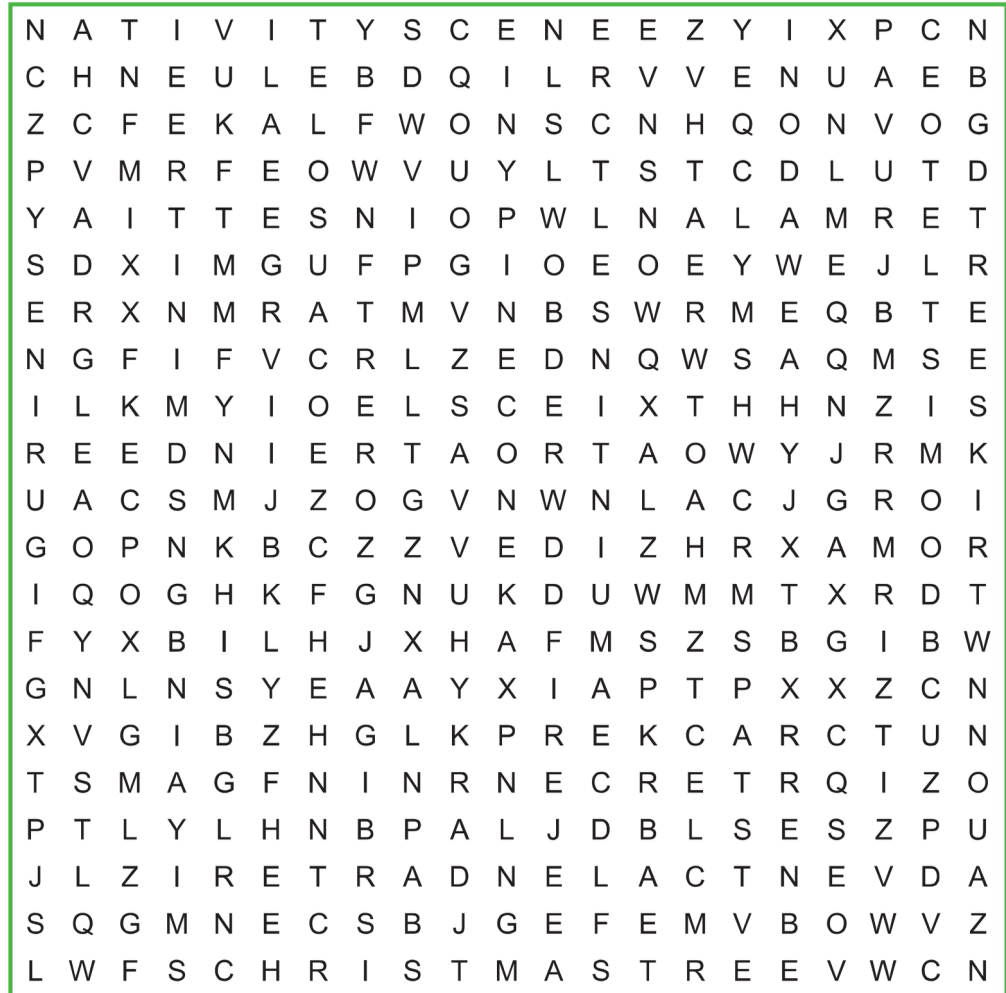 N A T I V I T Y S C E N E E Z Y I X P C N
C H N E U L E B D Q I L R V V E N U A E B
Z C F E K A L F W O N S C N H Q O N V O G
P V M R F E O W V U Y L T S T C D L U T D
Y A I T T E S N I O P W L N A L A M R E T
S D X I M G U F P G I O E O E Y W E J L R
E R X N M R A T M V N B S W R M E Q B T E
N G F I F V C R L Z E D N Q W S A Q M S E
I L K M Y I O E L S C E I X T H H N Z I S
R E E D N I E R T A O R T A O W Y J R M K
U A C S M J Z O G V N W N L A C J G R O I
G O P N K B C Z Z V E D I Z H R X A M O R
I Q O G H K F G N U K D U W M M T X R D T
F Y X B I L H J X H A F M S Z S B G I B W
G N L N S Y E A A Y X I A P T P X X Z C N
X V G I B Z H G L K P R E K C A R C T U N
T S M A G F N I N R N E C R E T R Q I Z O
P T L Y L H N B P A L J D B L S E S Z P U
J L Z I R E T R A D N E L A C T N E V D A
S Q G M N E C S B J G E F E M V B O W V Z
L W F S C H R I S T M A S T R E E V W C N